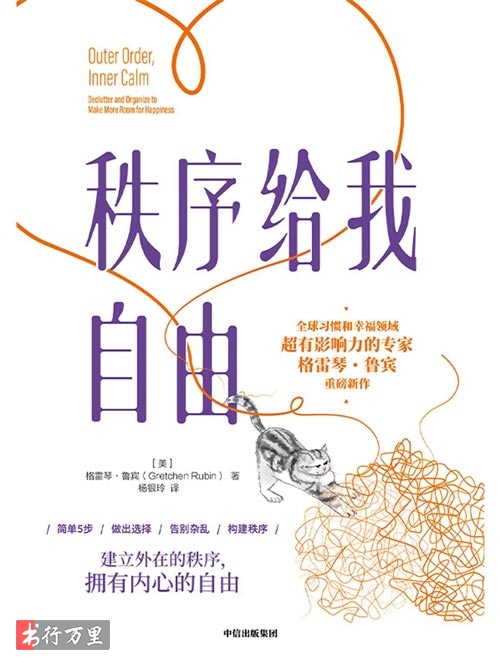 Outer Order,
Inner Calm
Declutter and Organize to
Make More Room for Happiness
秩序给我
自由
全球习惯和幸福领域
超有影响力的专家
格雷琴·鲁宾
重磅新作
[美]
格雷琴·鲁宾（Gretchen Rubin）著
杨银玲 译
/ 简单5步 / 做出选择 / 告别杂乱 / 构建秩序 /
建立外在的秩序，
拥有内心的自由
书行万里
中信出版集团